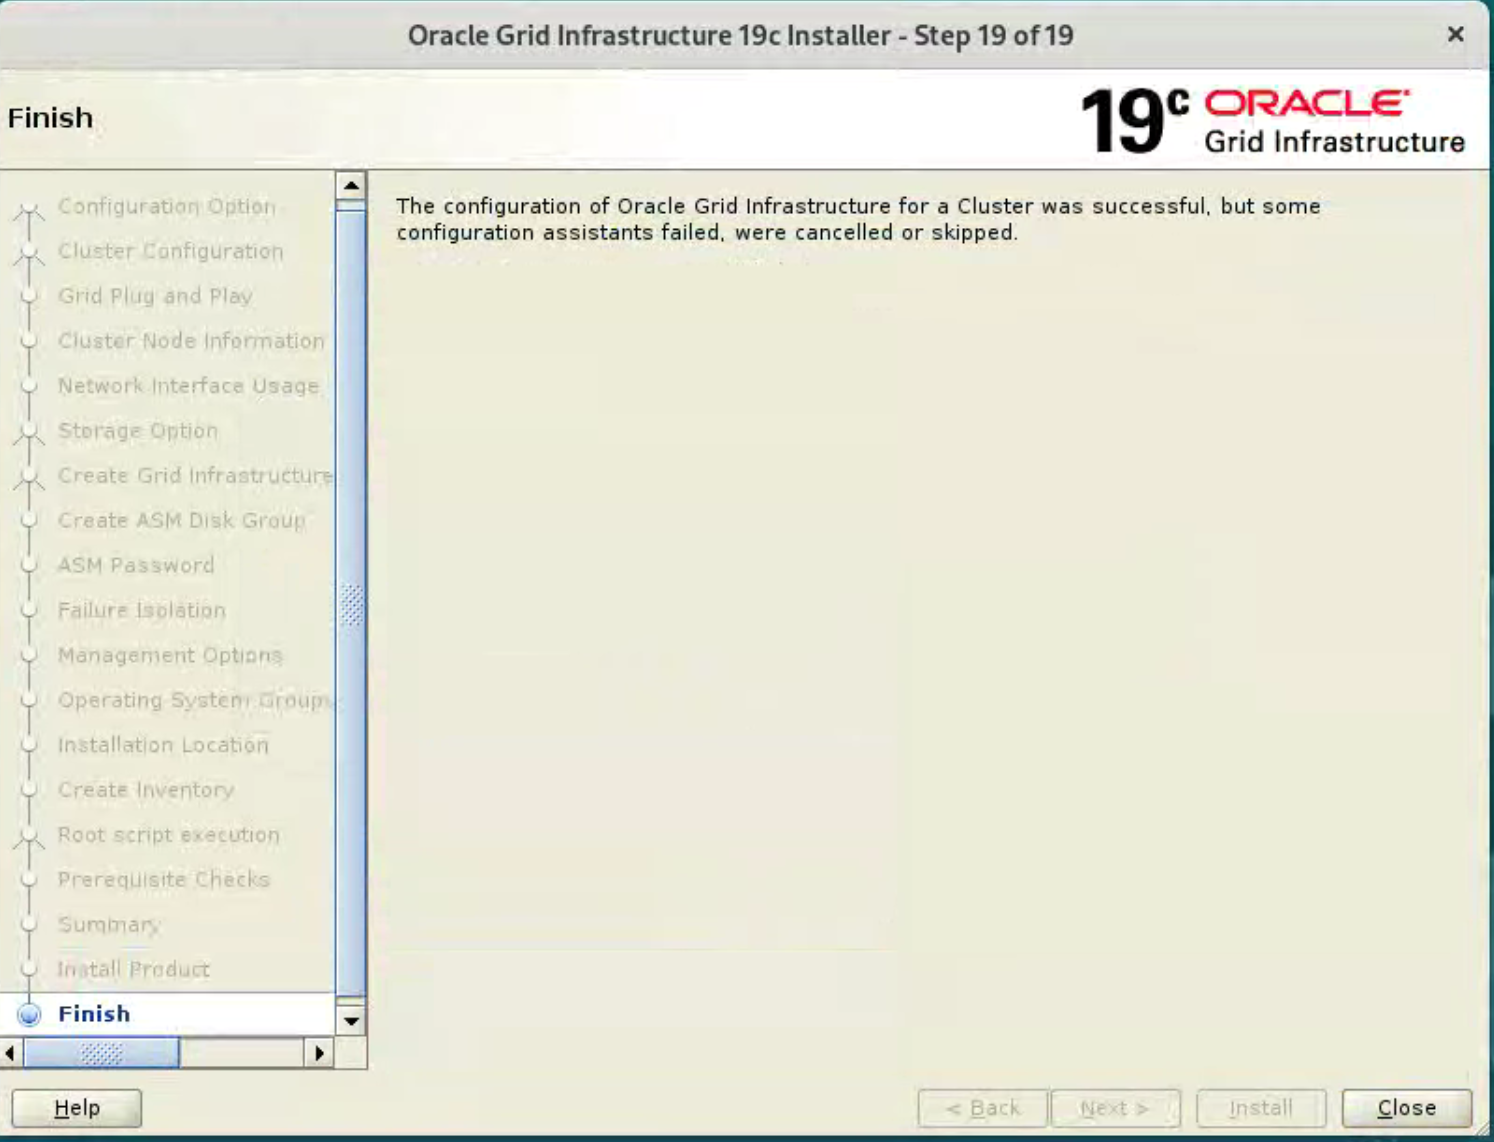 Oracle Grid Infrastructure 19c Installer - Step 19 of 19
×
Finish
19c ORACLE
Grid Infrastructure
Configuration Option
Cluster Configuration
Grid Plug and Play
Cluster Node Information
Network Interface Usage
Storage Option
Create Grid Infrastructure
Create ASM Disk Group
ASM Password
Failure Isolation
Management Options
Operating System Groups
Installation Location
Create Inventory
Root script execution
Prerequisite Checks
Summary
Install Product
Finish
The configuration of Oracle Grid Infrastructure for a Cluster was successful, but some
configuration assistants failed, were cancelled or skipped.
Help
< Back
Next >
Install
Close